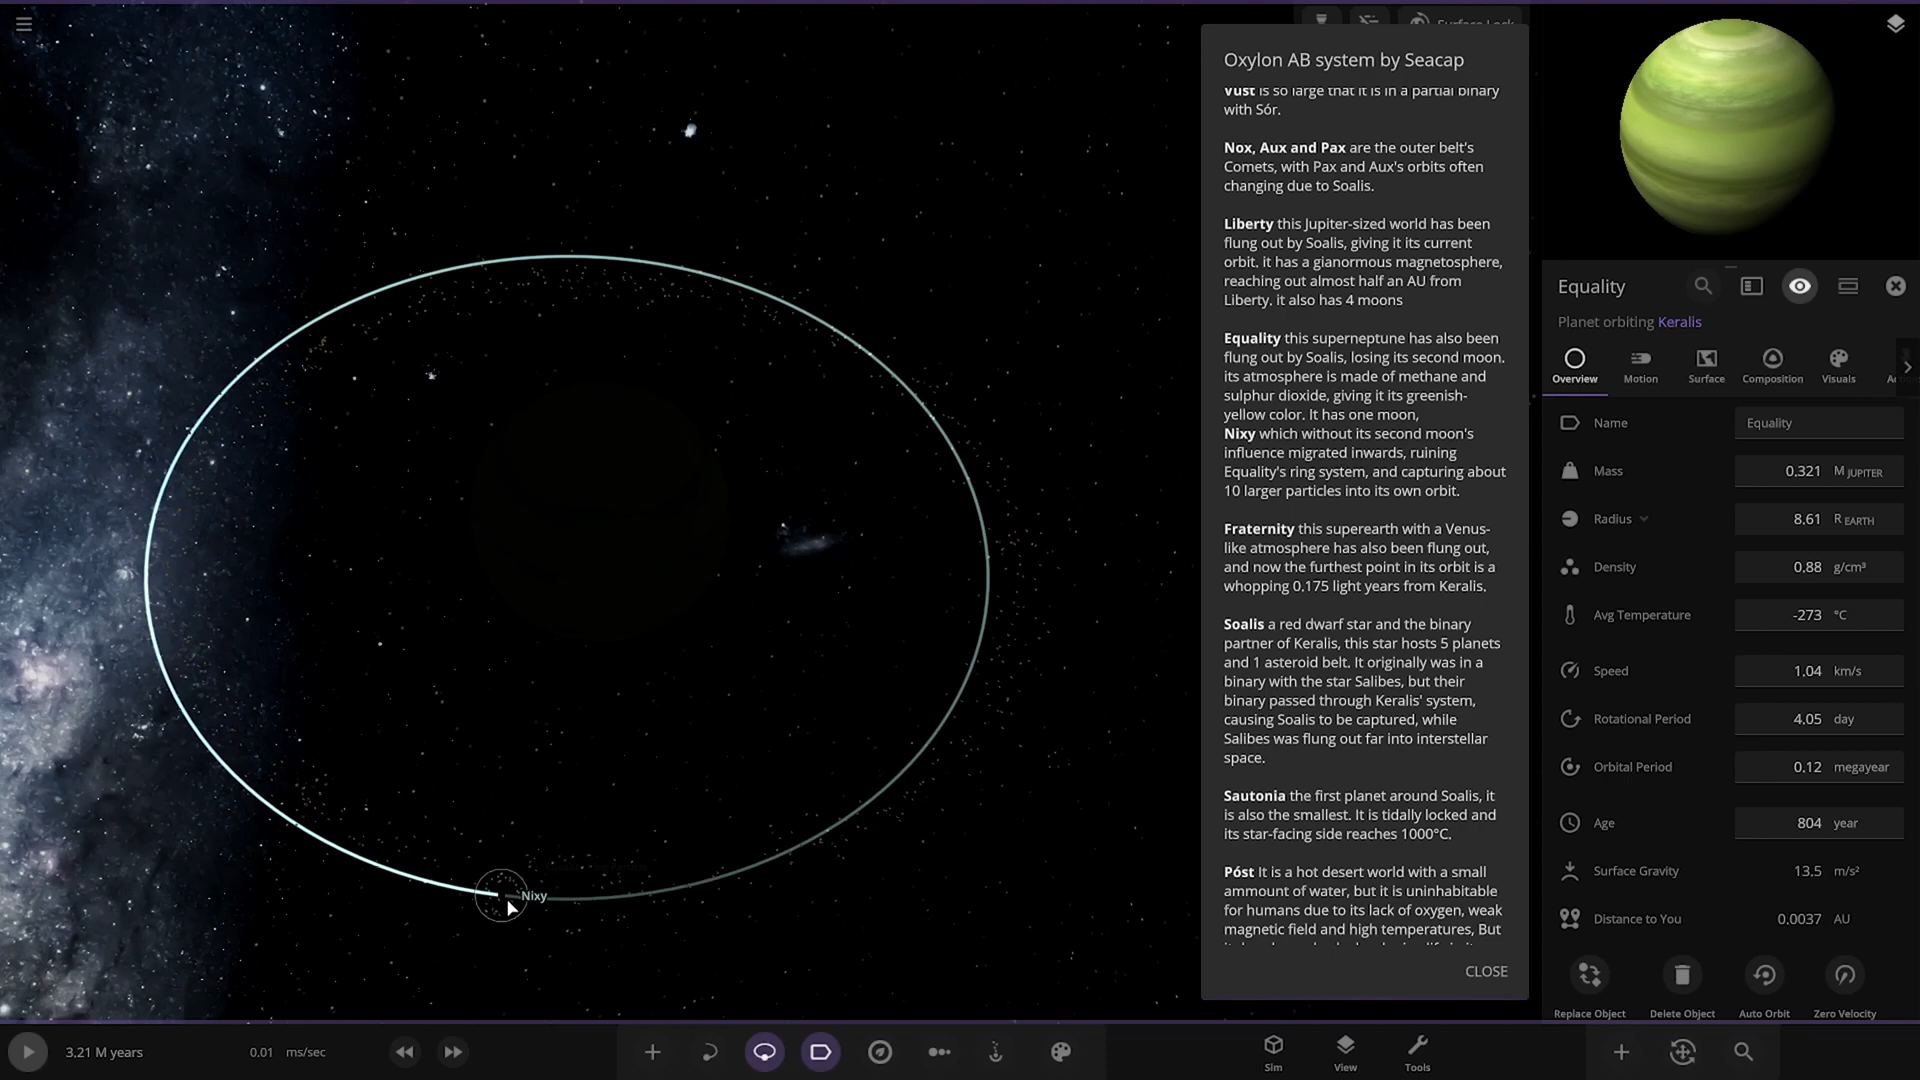 Surface Lock
Oxylon AB system by Seacap
Vust is so large that it is in a partial binary
with Sór.
Nox, Aux and Pax are the outer belt's
Comets, with Pax and Aux's orbits often
changing due to Soalis.
Liberty this Jupiter-sized world has been
flung out by Soalis, giving it its current
orbit. it has a gianormous magnetosphere,
reaching out almost half an AU from
Liberty. it also has 4 moons
Equality this superneptune has also been
flung out by Soalis, losing its second moon.
its atmosphere is made of methane and
sulphur dioxide, giving it its greenish-
yellow color. It has one moon,
Nixy which without its second moon's
influence migrated inwards, ruining
Equality's ring system, and capturing about
10 larger particles into its own orbit.
Fraternity this superearth with a Venus-
like atmosphere has also been flung out,
and now the furthest point in its orbit is a
whopping 0.175 light years from Keralis.
Soalis a red dwarf star and the binary
partner of Keralis, this star hosts 5 planets
and 1 asteroid belt. It originally was in a
binary with the star Salibes, but their
binary passed through Keralis' system,
causing Soalis to be captured, while
Salibes was flung out far into interstellar
space.
Sautonia the first planet around Soalis, it
is also the smallest. It is tidally locked and
its star-facing side reaches 1000°C.
Póst It is a hot desert world with a small
ammount of water, but it is uninhabitable
for humans due to its lack of oxygen, weak
magnetic field and high temperatures, But
CLOSE
Nixy
Equality
Planet orbiting Keralis
Overview Motion Surface Composition Visuals
Name Equality
Mass 0.321 M JUPITER
Radius 8.61 R EARTH
Density 0.88 g/cm³
Avg Temperature -273 °C
Speed 1.04 km/s
Rotational Period 4.05 day
Orbital Period 0.12 megayear
Age 804 year
Surface Gravity 13.5 m/s²
Distance to You 0.0037 AU
Replace Object Delete Object Auto Orbit Zero Velocity
3.21 M years 0.01 ms/sec
Sim View Tools